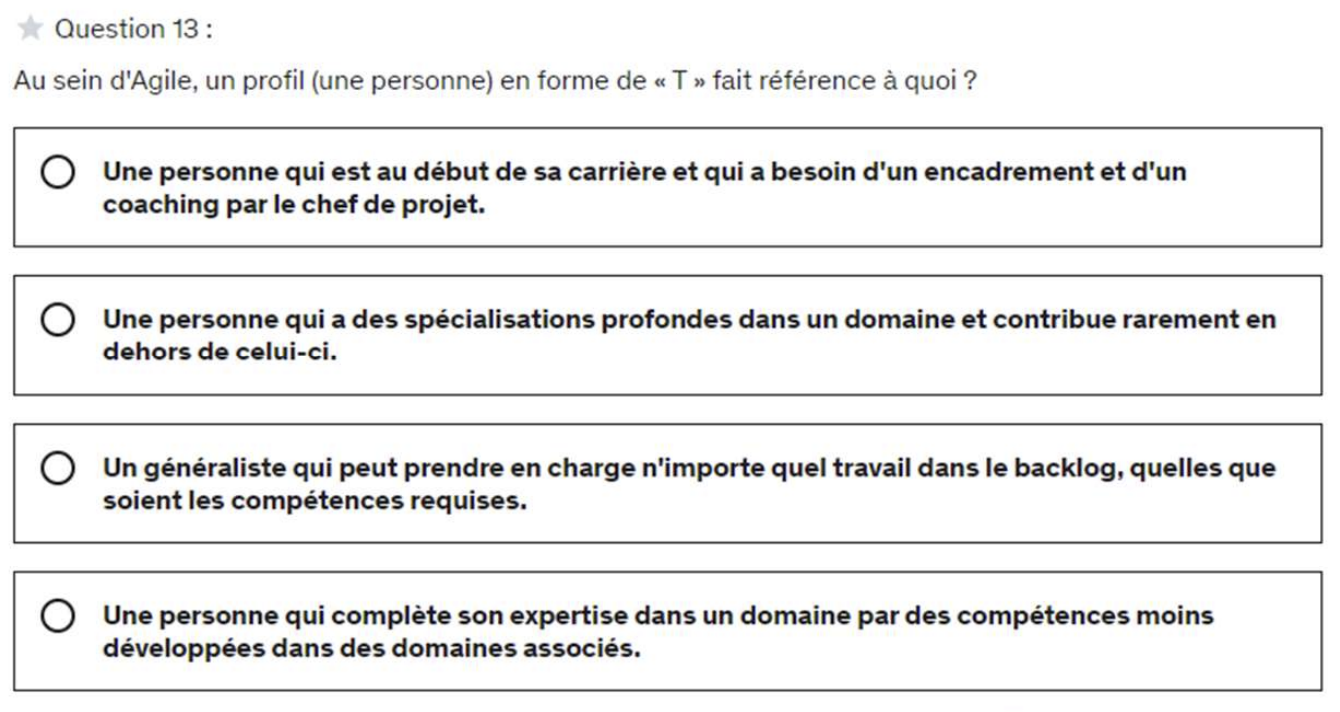 Question 13 :
Au sein d'Agile, un profil (une personne) en forme de « T » fait référence à quoi ?
Une personne qui est au début de sa carrière et qui a besoin d'un encadrement et d'un
coaching par le chef de projet.
Une personne qui a des spécialisations profondes dans un domaine et contribue rarement en
dehors de celui-ci.
Un généraliste qui peut prendre en charge n'importe quel travail dans le backlog, quelles que
soient les compétences requises.
Une personne qui complète son expertise dans un domaine par des compétences moins
développées dans des domaines associés.